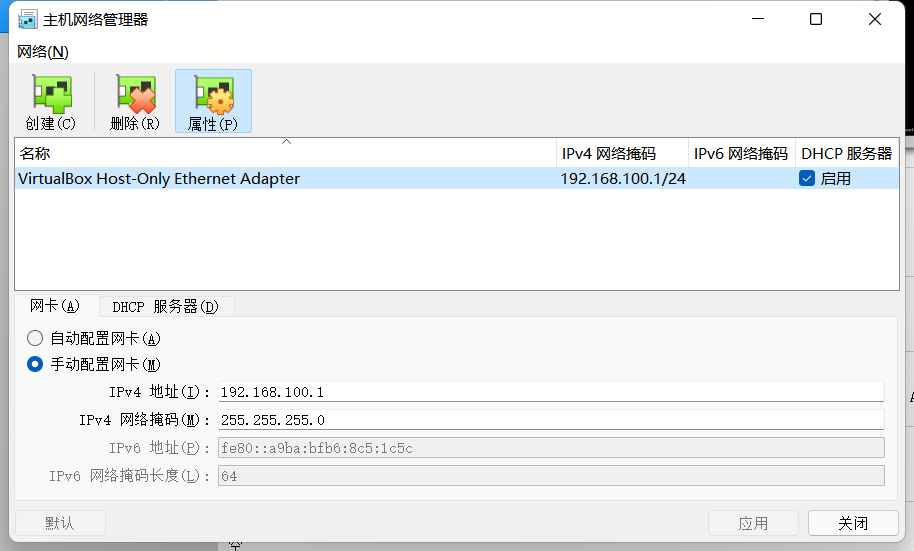 主机网络管理器
网络(N)
创建(C) 删除(R) 属性(P)
名称 IPv4 网络掩码 IPv6 网络掩码 DHCP 服务器
VirtualBox Host-Only Ethernet Adapter 192.168.100.1/24 启用
网卡(A) DHCP 服务器(D)
自动配置网卡(A)
手动配置网卡(M)
IPv4 地址(I): 192.168.100.1
IPv4 网络掩码(M): 255.255.255.0
IPv6 地址(P): fe80::a9ba:bfb6:8c5:1c5c
IPv6 网络掩码长度(L): 64
默认 应用 关闭